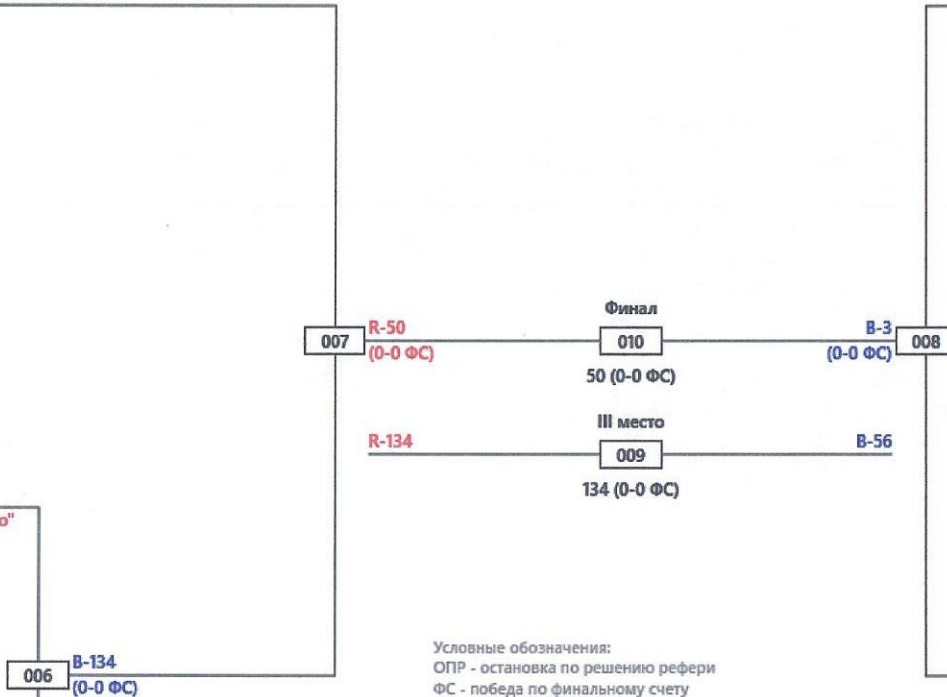 Финал
R-50
B-3
007
010
008
(0-0 ФС)
(0-0 ФС)
50 (0-0 ФС)
III место
R-134
B-56
009
134 (0-0 ФС)
о"
B-134
006
(0-0 ФС)
Условные обозначения:
ОПР - остановка по решению рефери
ФС - победа по финальному счету